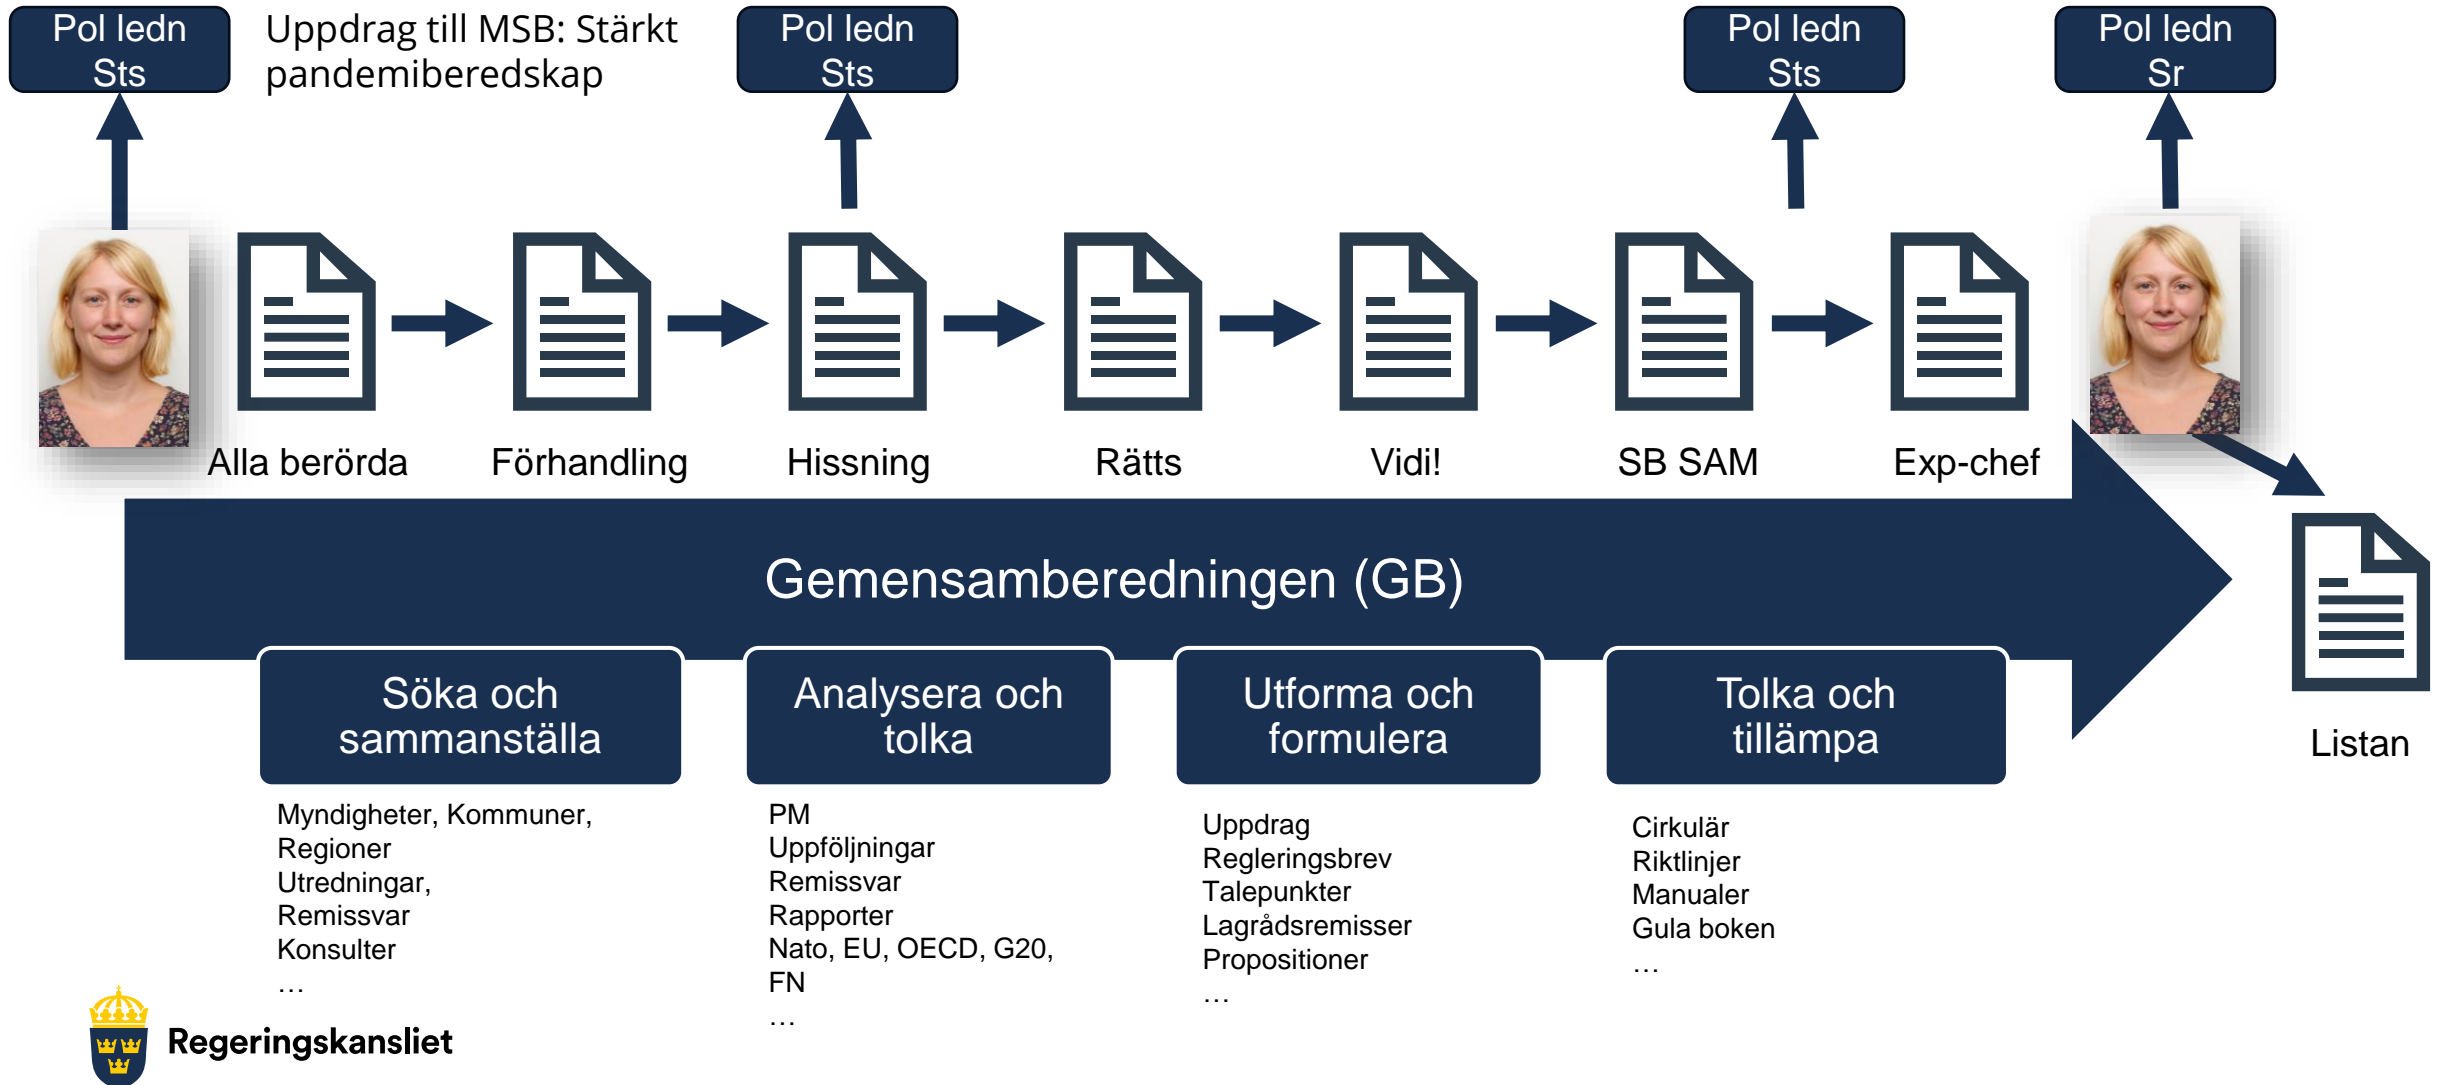 Pol ledn
Sts
Uppdrag till MSB: Stärkt
pandemiberedskap
Pol ledn
Sts
Pol ledn
Sts
Pol ledn
Sr
Alla berörda
Förhandling
Hissning
Rätts
Vidi!
SB SAM
Exp-chef
Gemensamberedningen (GB)
Listan
Söka och
sammanställa
Myndigheter, Kommuner,
Regioner
Utredningar,
Remissvar
Konsulter
…
Analysera och
tolka
PM
Uppföljningar
Remissvar
Rapporter
Nato, EU, OECD, G20,
FN
…
Utforma och
formulera
Uppdrag
Regleringsbrev
Talepunkter
Lagrådsremisser
Propositioner
…
Tolka och
tillämpa
Cirkulär
Riktlinjer
Manualer
Gula boken
…
Regeringskansliet